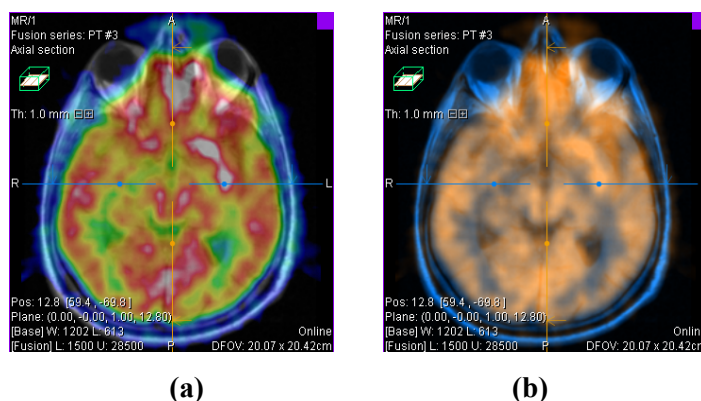 MR/1
Fusion series: PT #3
Axial section
A
Th: 1.0 mm
R
L
Pos: 12.8 [59.4 , -69.8]
Plane: (0.00, -0.00, 1.00, 12.80)
[Base] W: 1202 L: 613
Online
[Fusion] L: 1500 U: 28500
P
DFOV: 20.07 x 20.42cm
(a)
MR/1
Fusion series: PT #3
Axial section
A
Th: 1.0 mm
R
L
Pos: 12.8 [59.4 , -69.8]
Plane: (0.00, -0.00, 1.00, 12.80)
[Base] W: 1202 L: 613
Online
[Fusion] L: 1500 U: 28500
P
DFOV: 20.07 x 20.42cm
(b)